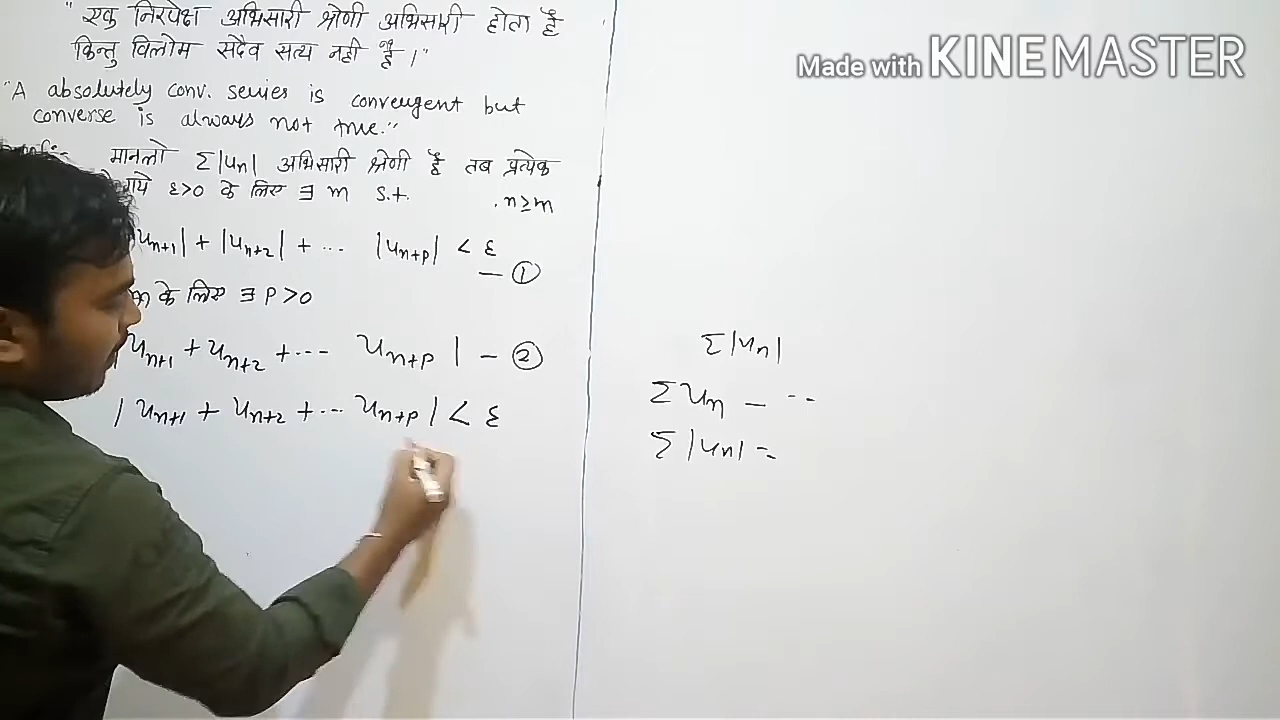 " एक निरपेक्ष अभिसारी श्रेणी अभिसारी होता है
किन्तु विलोम सदैव सत्य नही है ।"
"A absolutely conv. series is convergent but
converse is always not true."
मानलो Σ|un| अभिसारी श्रेणी है तब प्रत्येक
गये ε>0 के लिए ∃ m s.t. n≥m
|un+1| + |un+2| + ... |un+p| < ε
— ①
m के लिए ∃ P>0
|un+1 + un+2 + --- un+p | — ②
| un+1 + un+2 + --- un+p | < ε
Σ|un|
Σ un — --
Σ |un| =
Made with KINEMASTER